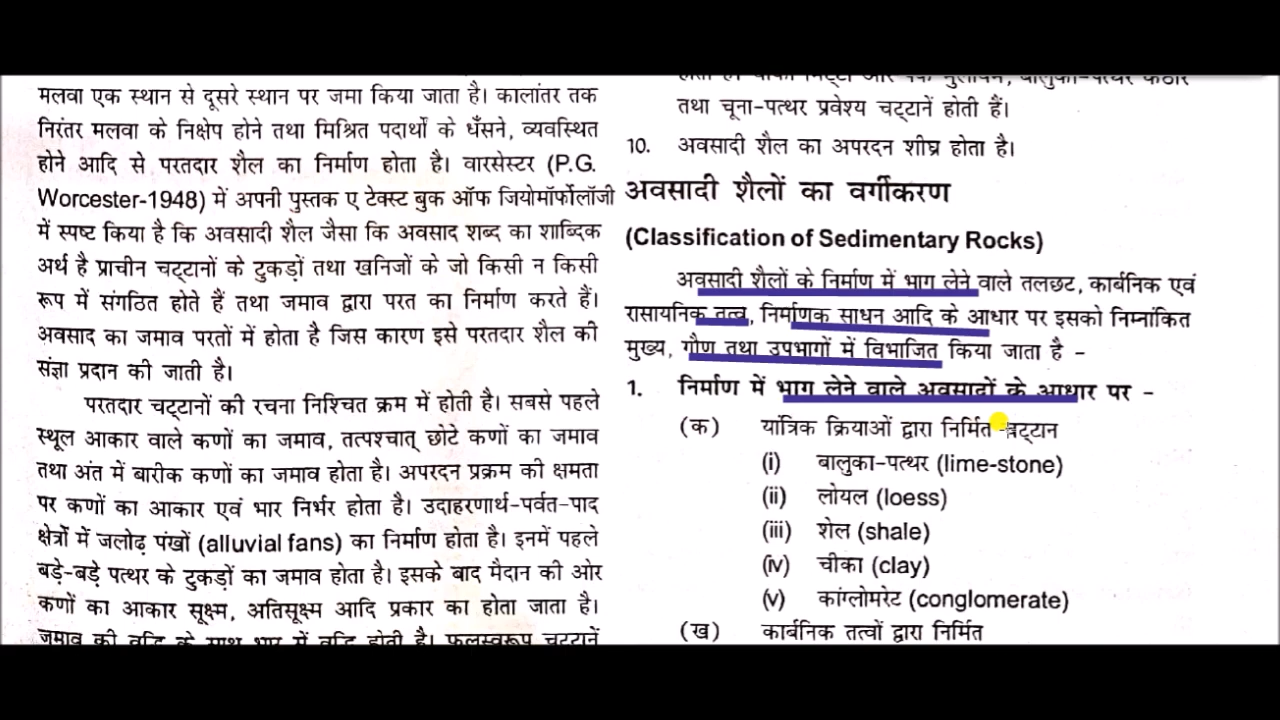 मलवा एक स्थान से दूसरे स्थान पर जमा किया जाता है। कालांतर तक
निरंतर मलवा के निक्षेप होने तथा मिश्रित पदार्थों के धँसने, व्यवस्थित
होने आदि से परतदार शैल का निर्माण होता है। वारसेस्टर (P.G.
Worcester-1948) में अपनी पुस्तक ए टेक्स्ट बुक ऑफ जियोमॉर्फोलॉजी
में स्पष्ट किया है कि अवसादी शैल जैसा कि अवसाद शब्द का शाब्दिक
अर्थ है प्राचीन चट्टानों के टुकड़ों तथा खनिजों के जो किसी न किसी
रूप में संगठित होते हैं तथा जमाव द्वारा परत का निर्माण करते हैं।
अवसाद का जमाव परतों में होता है जिस कारण इसे परतदार शैल की
संज्ञा प्रदान की जाती है।
परतदार चट्टानों की रचना निश्चित क्रम में होती है। सबसे पहले
स्थूल आकार वाले कणों का जमाव, तत्पश्चात् छोटे कणों का जमाव
तथा अंत में बारीक कणों का जमाव होता है। अपरदन प्रक्रम की क्षमता
पर कणों का आकार एवं भार निर्भर होता है। उदाहरणार्थ-पर्वत-पाद
क्षेत्रों में जलोढ़ पंखों (alluvial fans) का निर्माण होता है। इनमें पहले
बड़े-बड़े पत्थर के टुकड़ों का जमाव होता है। इसके बाद मैदान की ओर
कणों का आकार सूक्ष्म, अतिसूक्ष्म आदि प्रकार का होता जाता है।
जमाव की वृद्धि के साथ भार में वृद्धि होती है। फलस्वरूप चट्टानें
तथा चूना-पत्थर प्रवेश्य चट्टानें होती हैं।
10. अवसादी शैल का अपरदन शीघ्र होता है।
अवसादी शैलों का वर्गीकरण
(Classification of Sedimentary Rocks)
अवसादी शैलों के निर्माण में भाग लेने वाले तलछट, कार्बनिक एवं
रासायनिक तत्व, निर्माणक साधन आदि के आधार पर इसको निम्नांकित
मुख्य, गौण तथा उपभागों में विभाजित किया जाता है -
1. निर्माण में भाग लेने वाले अवसादों के आधार पर -
(क) यांत्रिक क्रियाओं द्वारा निर्मित चट्टान
(i) बालुका-पत्थर (lime-stone)
(ii) लोयल (loess)
(iii) शेल (shale)
(iv) चीका (clay)
(v) कांग्लोमरेट (conglomerate)
(ख) कार्बनिक तत्वों द्वारा निर्मित